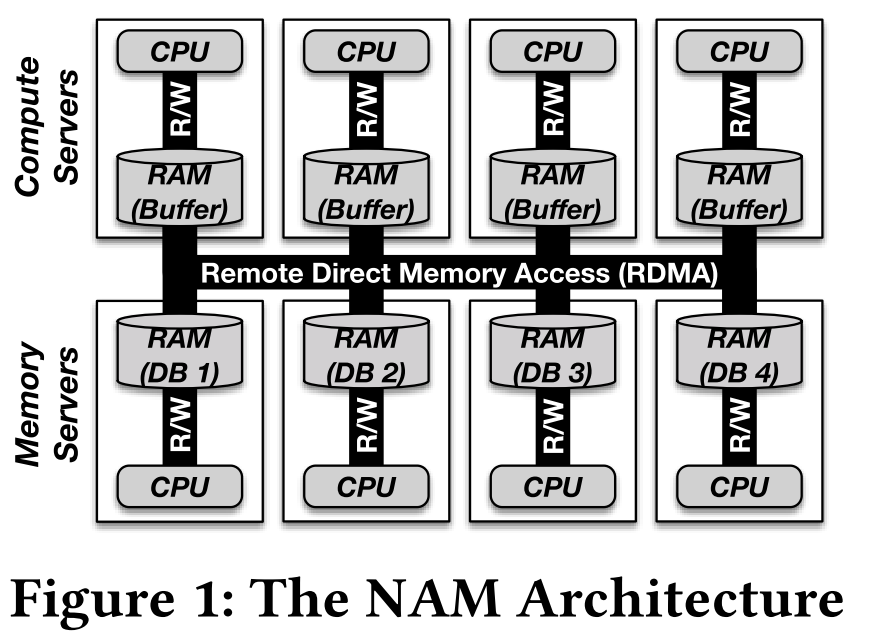 Compute
Servers
CPU
CPU
CPU
CPU
R/W
R/W
R/W
R/W
RAM
(Buffer)
RAM
(Buffer)
RAM
(Buffer)
RAM
(Buffer)
Remote Direct Memory Access (RDMA)
Memory
Servers
RAM
(DB 1)
RAM
(DB 2)
RAM
(DB 3)
RAM
(DB 4)
R/W
R/W
R/W
R/W
CPU
CPU
CPU
CPU
Figure 1: The NAM Architecture